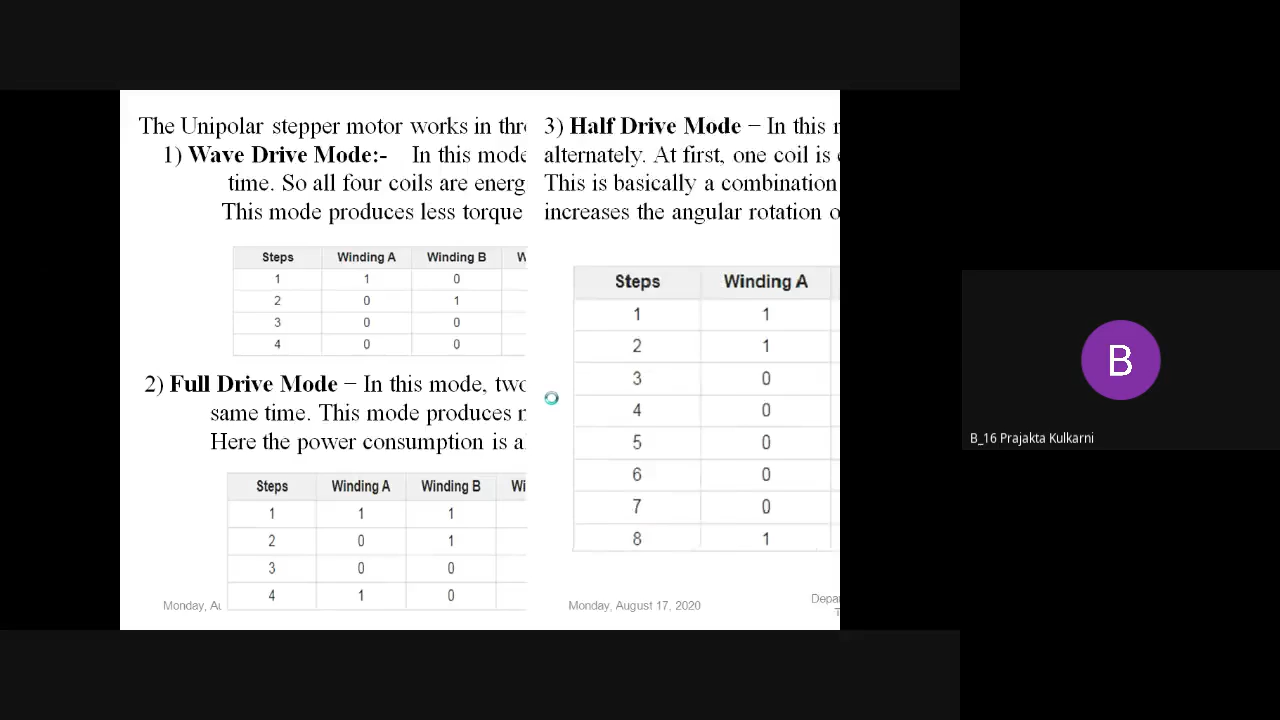 The Unipolar stepper motor works in
1) Wave Drive Mode:- In this mode
time. So all four coils are
This mode produces less torque
Steps Winding A Winding B
1 1 0
2 0 1
3 0 0
4 0 0
2) Full Drive Mode − In this mode, two
same time. This mode produces
Here the power consumption is
Steps Winding A Winding B
1 1 1
2 0 1
3 0 0
4 1 0
Monday,
3) Half Drive Mode − In this
alternately. At first, one coil is
This is basically a combination
increases the angular rotation
Steps Winding A
1 1
2 1
3 0
4 0
5 0
6 0
7 0
8 1
Monday, August 17, 2020
B
B_16 Prajakta Kulkarni